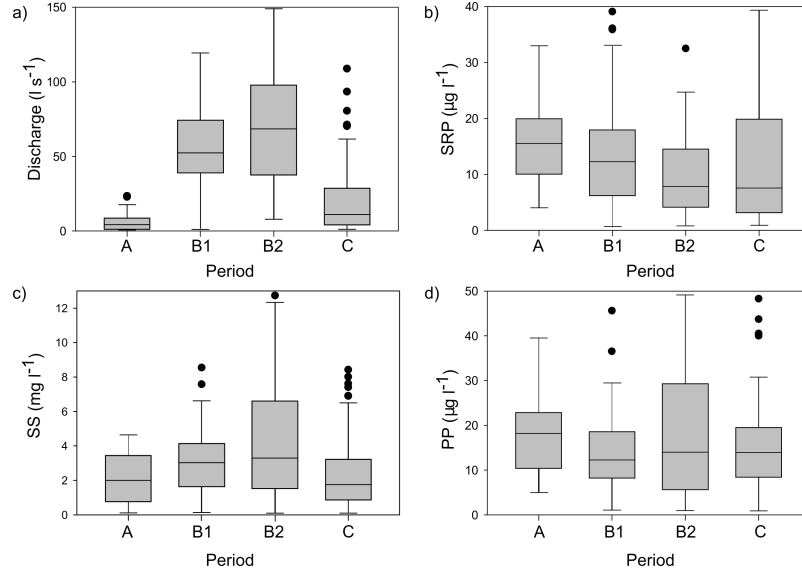 a)
150
100
50
0
Discharge (l s⁻¹)
A B1 B2 C
Period
b)
40
30
20
10
0
SRP (µg l⁻¹)
A B1 B2 C
Period
c)
12
10
8
6
4
2
0
SS (mg l⁻¹)
A B1 B2 C
Period
d)
50
40
30
20
10
0
PP (µg l⁻¹)
A B1 B2 C
Period